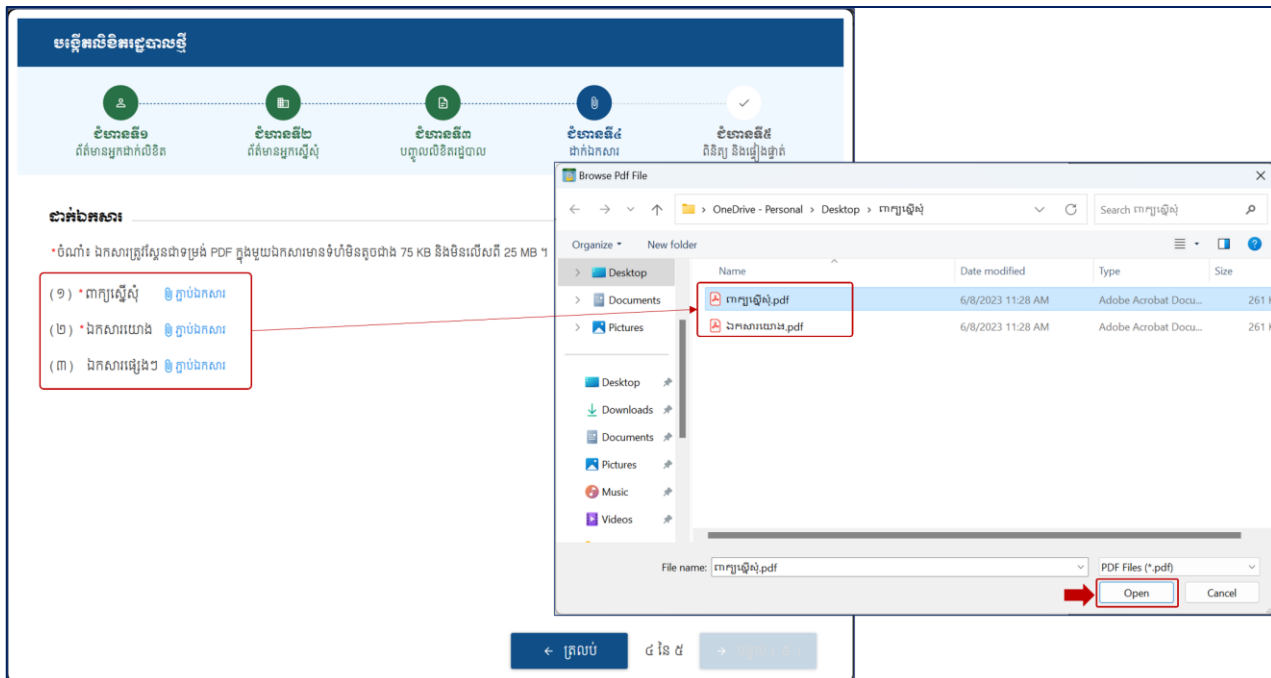 បង្កើតលិខិតរដ្ឋបាលថ្មី
ជំហានទី១
ព័ត៌មានអ្នកដាក់លិខិត
ជំហានទី២
ព័ត៌មានអ្នកស្នើសុំ
ជំហានទី៣
បញ្ចូលលិខិតរដ្ឋបាល
ជំហានទី៤
ដាក់ឯកសារ
ជំហានទី៥
ពិនិត្យ និងផ្ទៀងផ្ទាត់
ដាក់ឯកសារ
*ចំណាំ៖ ឯកសារត្រូវស្កែនជាទម្រង់ PDF ក្នុងមួយឯកសារមានទំហំមិនតូចជាង 75 KB និងមិនលើសពី 25 MB ។
(១) *ពាក្យស្នើសុំ ភ្ជាប់ឯកសារ
(២) *ឯកសារយោង ភ្ជាប់ឯកសារ
(៣) ឯកសារផ្សេងៗ ភ្ជាប់ឯកសារ
Browse Pdf File
OneDrive - Personal > Desktop > ពាក្យស្នើសុំ
Search ពាក្យស្នើសុំ
Organize New folder
Name Date modified Type Size
ពាក្យស្នើសុំ.pdf 6/8/2023 11:28 AM Adobe Acrobat Docu... 261
ឯកសារយោង.pdf 6/8/2023 11:28 AM Adobe Acrobat Docu... 261
Desktop
Documents
Pictures
Desktop
Downloads
Documents
Pictures
Music
Videos
File name: ពាក្យស្នើសុំ.pdf PDF Files (*.pdf)
Open Cancel
ត្រលប់ ៤ នៃ ៥